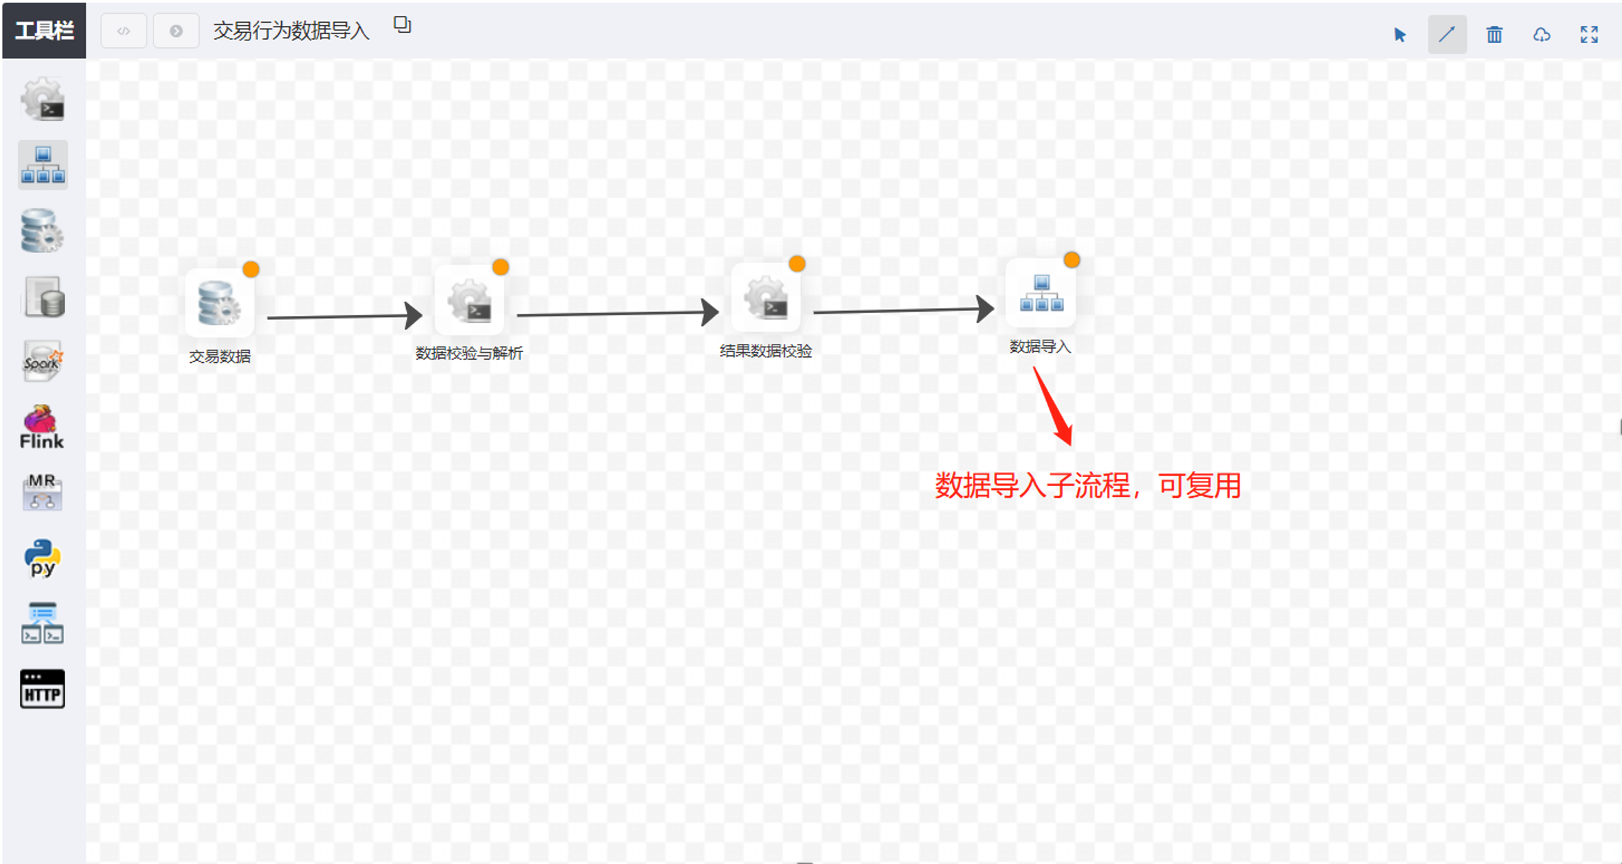 工具栏
交易行为数据导入
Spark
Flink
MR
py
HTTP
交易数据
数据校验与解析
结果数据校验
数据导入
数据导入子流程，可复用